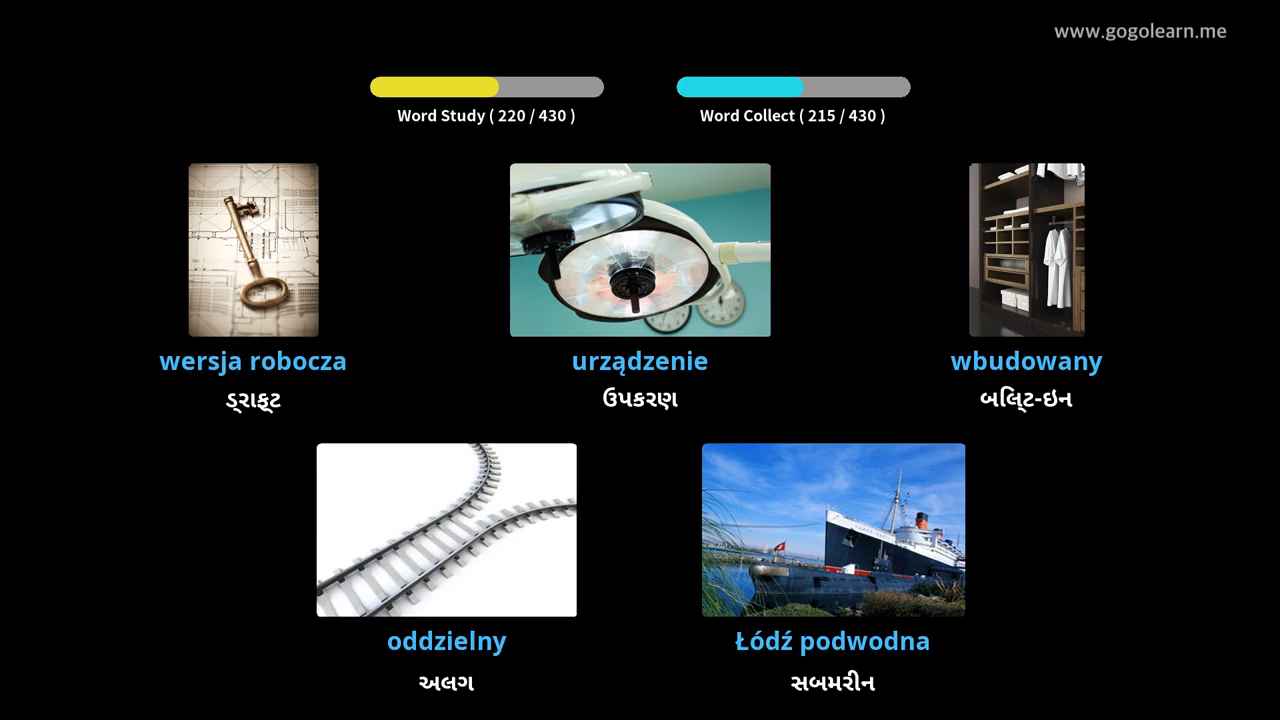 www.gogolearn.me
Word Study ( 220 / 430 )
Word Collect ( 215 / 430 )
wersja robocza
ડ્રાફ્ટ
urządzenie
ઉપકરણ
wbudowany
બિલ્ટ-ઇન
oddzielny
અલગ
Łódź podwodna
સબમરીન